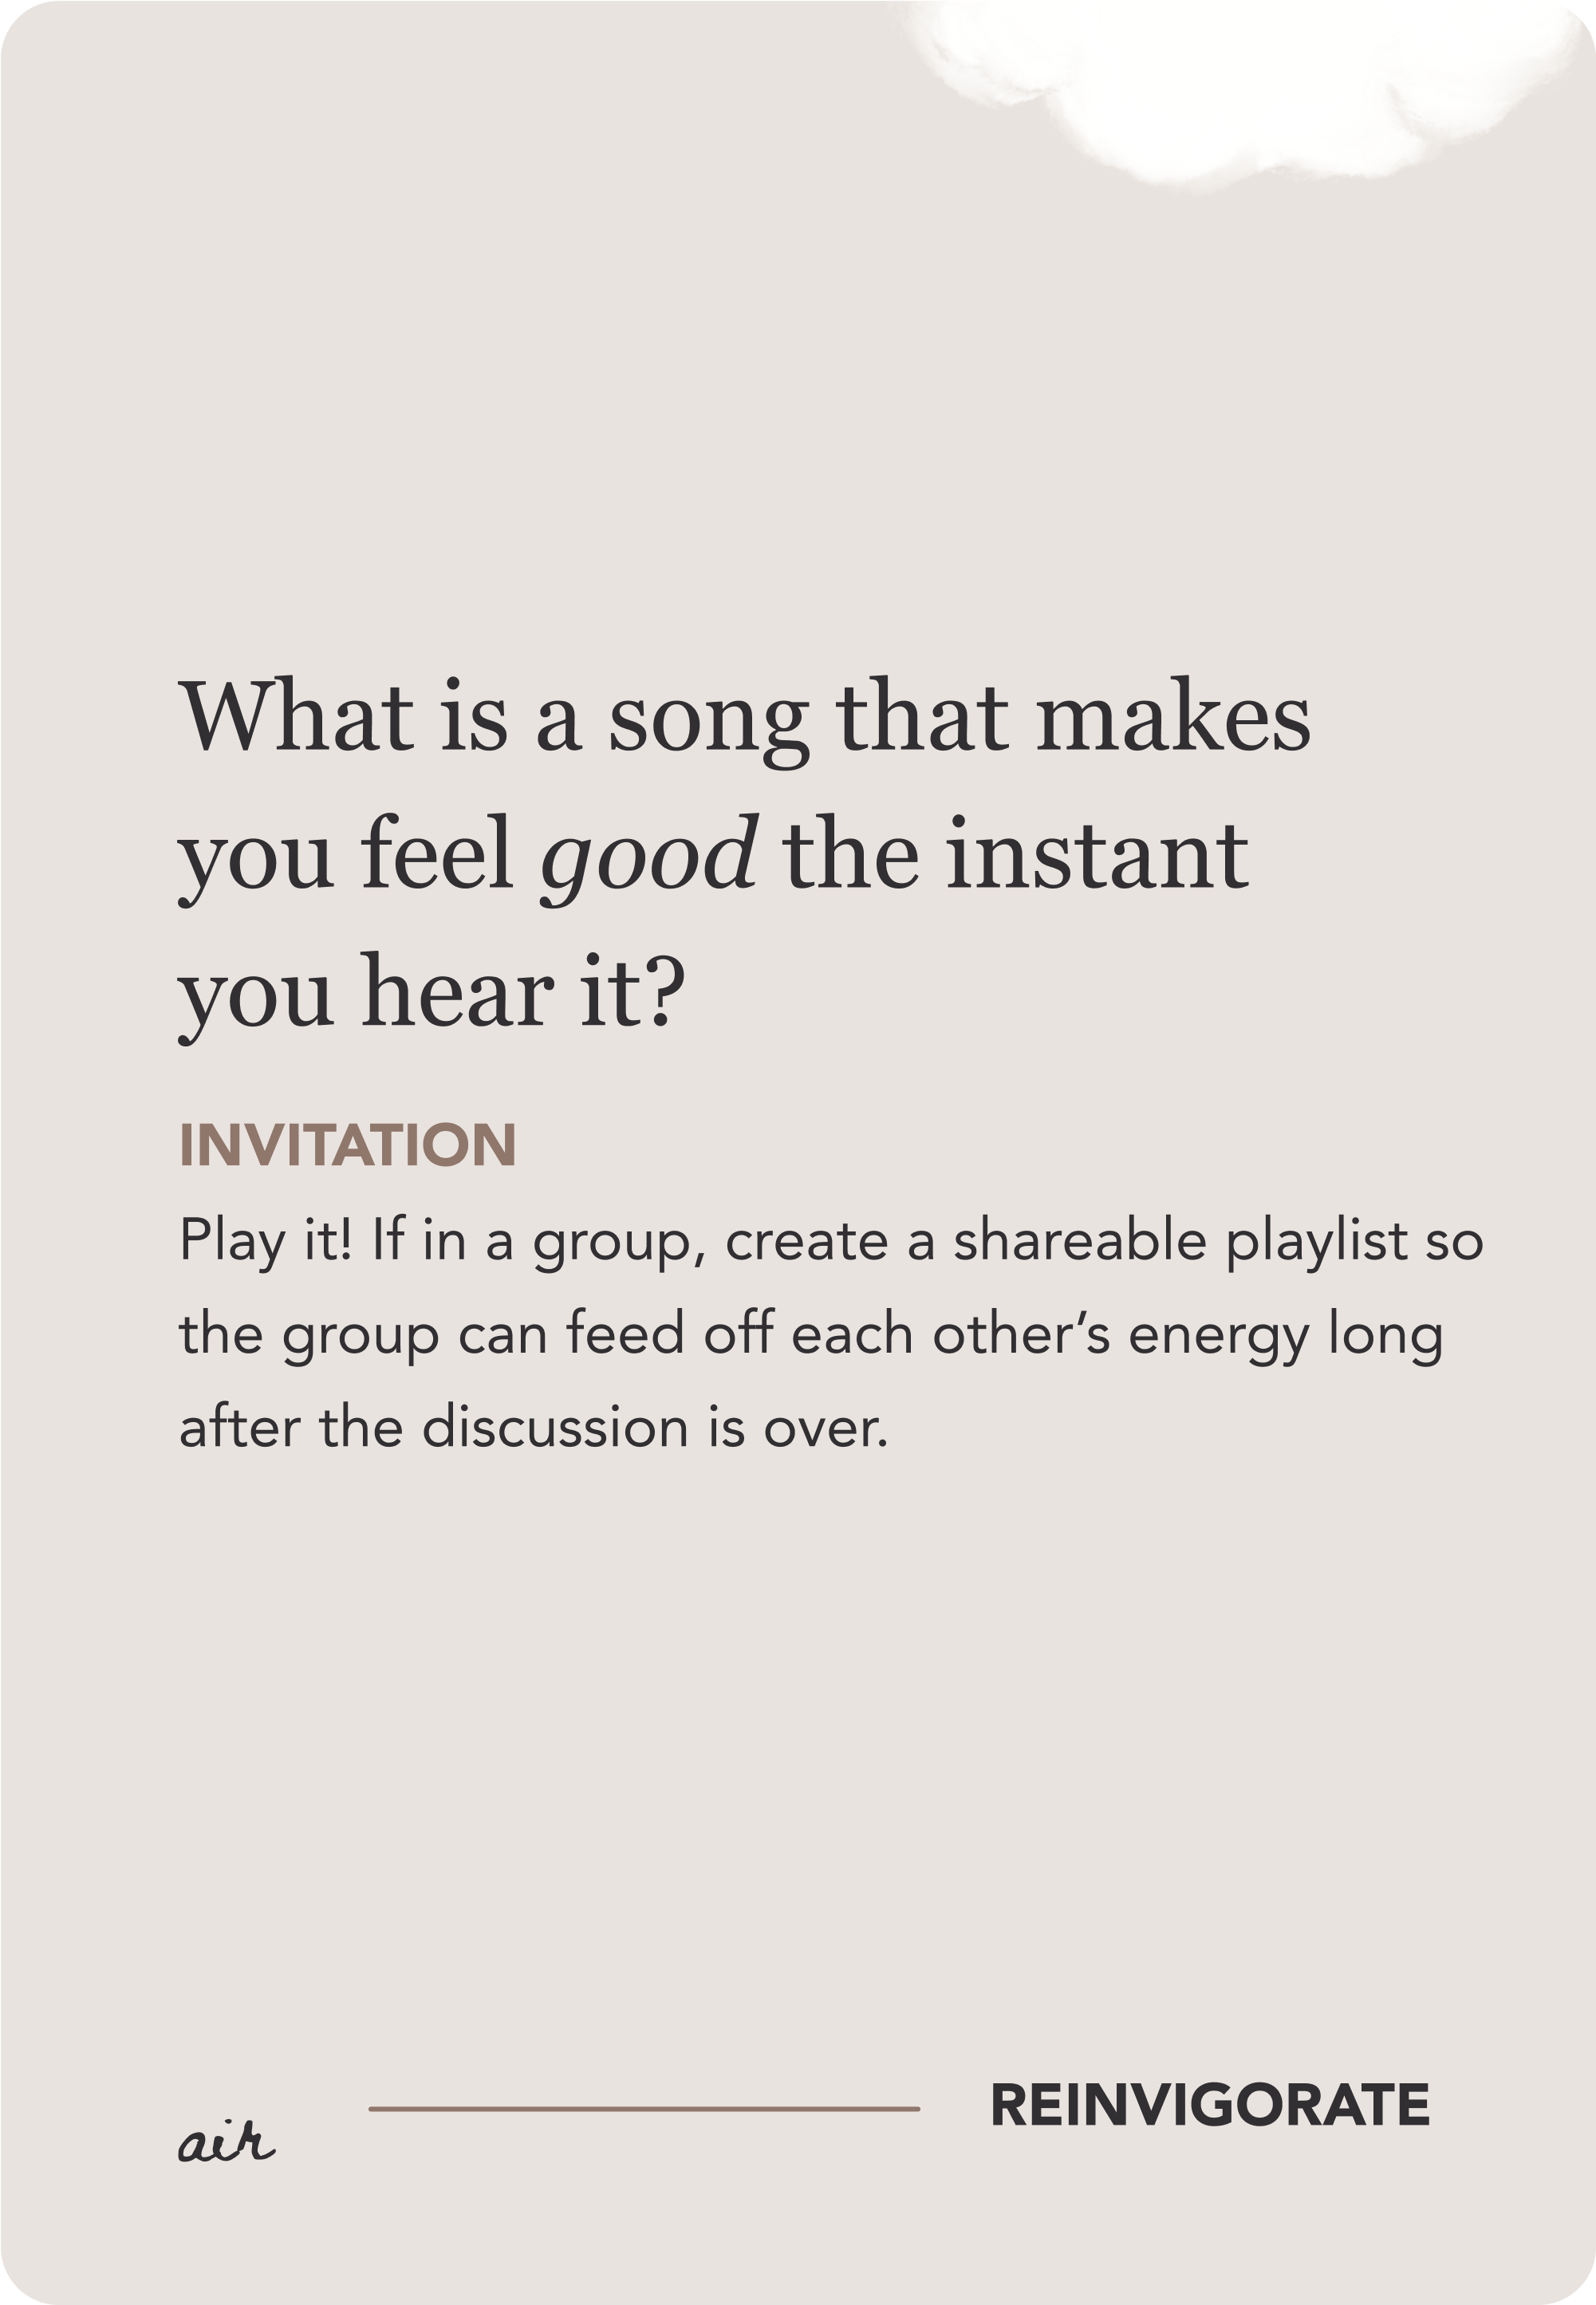 What is a song that makes
you feel good the instant
you hear it?
INVITATION
Play it! If in a group, create a shareable playlist so
the group can feed off each other’s energy long
after the discussion is over.
air
REINVIGORATE